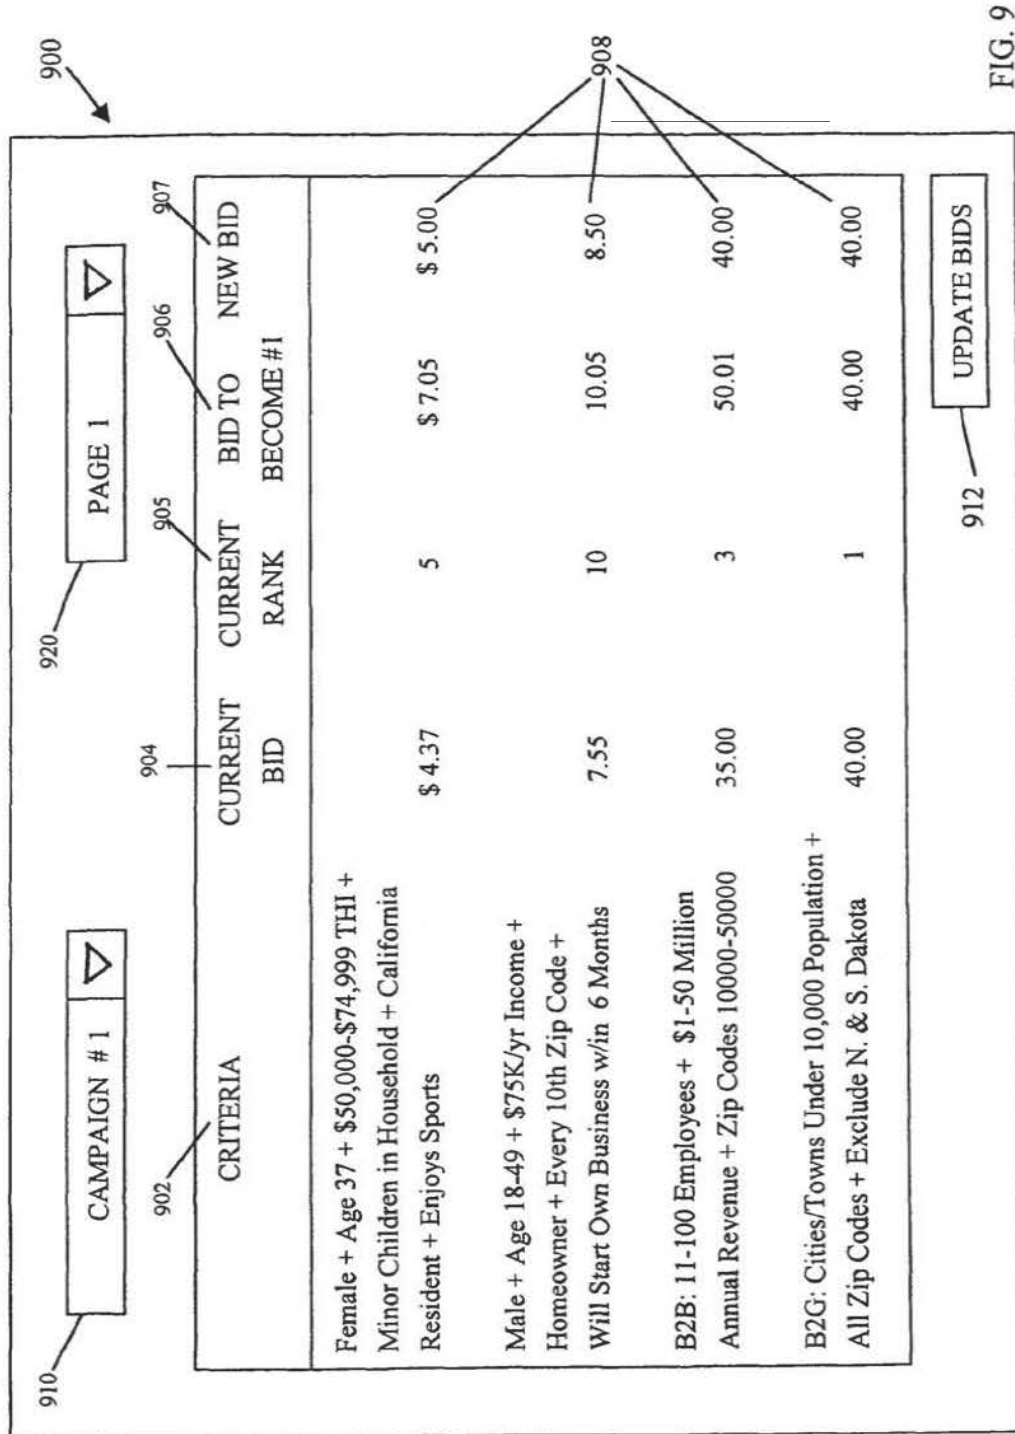 900
910
CAMPAIGN # 1
920
PAGE 1
902
904
905
906
907
CRITERIA
CURRENT
BID
CURRENT
RANK
BID TO
BECOME #1
NEW BID
Female + Age 37 + $50,000-$74,999 THI +
Minor Children in Household + California
Resident + Enjoys Sports
$ 4.37
5
$ 7.05
$ 5.00
Male + Age 18-49 + $75K/yr Income +
Homeowner + Every 10th Zip Code +
Will Start Own Business w/in 6 Months
7.55
10
10.05
8.50
908
B2B: 11-100 Employees + $1-50 Million
Annual Revenue + Zip Codes 10000-50000
35.00
3
50.01
40.00
B2G: Cities/Towns Under 10,000 Population +
All Zip Codes + Exclude N. & S. Dakota
40.00
1
40.00
40.00
912
UPDATE BIDS
FIG. 9